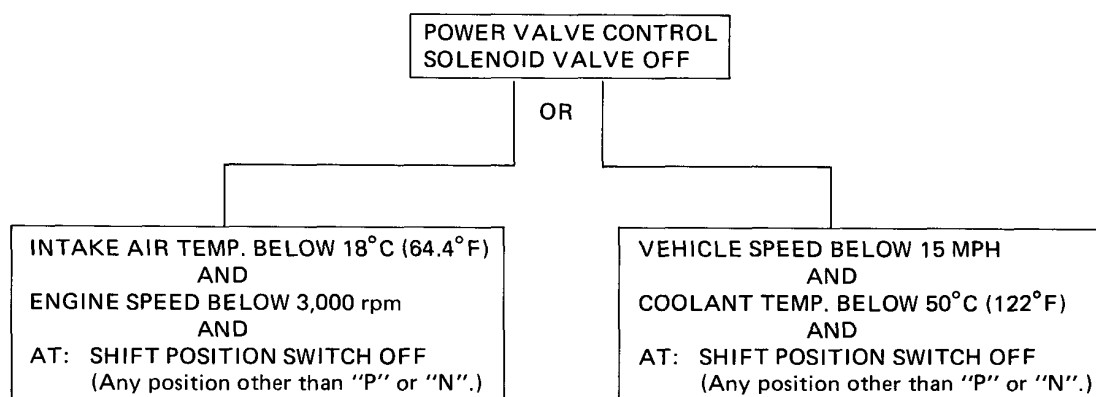 POWER VALVE CONTROL
SOLENOID VALVE OFF
OR
INTAKE AIR TEMP. BELOW 18°C (64.4°F)
AND
ENGINE SPEED BELOW 3,000 rpm
AND
AT: SHIFT POSITION SWITCH OFF
(Any position other than "P" or "N".)
VEHICLE SPEED BELOW 15 MPH
AND
COOLANT TEMP. BELOW 50°C (122°F)
AND
AT: SHIFT POSITION SWITCH OFF
(Any position other than "P" or "N".)